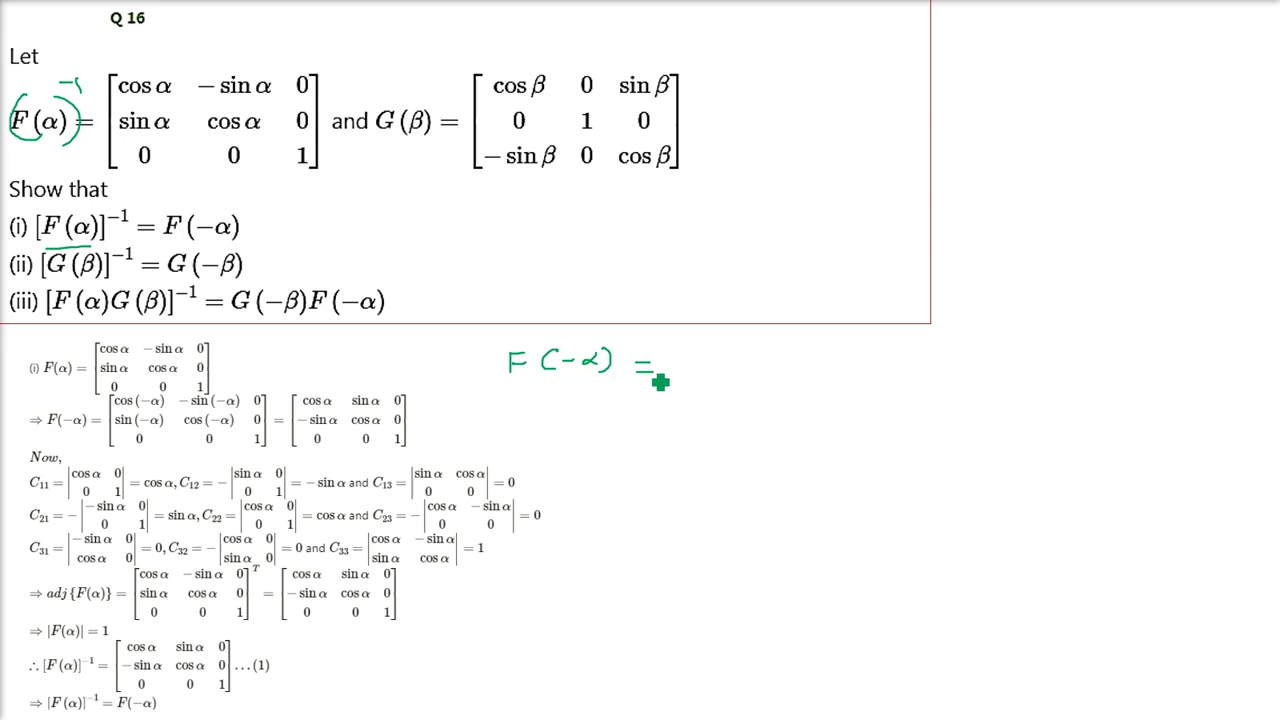 Q 16
Let
F(α) = [cos α −sin α 0; sin α cos α 0; 0 0 1] and G(β) = [cos β 0 sin β; 0 1 0; −sin β 0 cos β]
−1
Show that
(i) [F(α)]⁻¹ = F(−α)
(ii) [G(β)]⁻¹ = G(−β)
(iii) [F(α)G(β)]⁻¹ = G(−β)F(−α)
(i) F(α) = [cos α −sin α 0; sin α cos α 0; 0 0 1]
F(−α) =
⇒ F(−α) = [cos(−α) −sin(−α) 0; sin(−α) cos(−α) 0; 0 0 1] = [cos α sin α 0; −sin α cos α 0; 0 0 1]
Now,
C₁₁ = |cos α 0; 0 1| = cos α, C₁₂ = −|sin α 0; 0 1| = −sin α and C₁₃ = |sin α cos α; 0 0| = 0
C₂₁ = −|−sin α 0; 0 1| = sin α, C₂₂ = |cos α 0; 0 1| = cos α and C₂₃ = −|cos α −sin α; 0 0| = 0
C₃₁ = |−sin α 0; cos α 0| = 0, C₃₂ = −|cos α 0; sin α 0| = 0 and C₃₃ = |cos α −sin α; sin α cos α| = 1
⇒ adj{F(α)} = [cos α −sin α 0; sin α cos α 0; 0 0 1]ᵀ = [cos α sin α 0; −sin α cos α 0; 0 0 1]
⇒ |F(α)| = 1
∴ [F(α)]⁻¹ = [cos α sin α 0; −sin α cos α 0; 0 0 1] ...(1)
⇒ [F(α)]⁻¹ = F(−α)